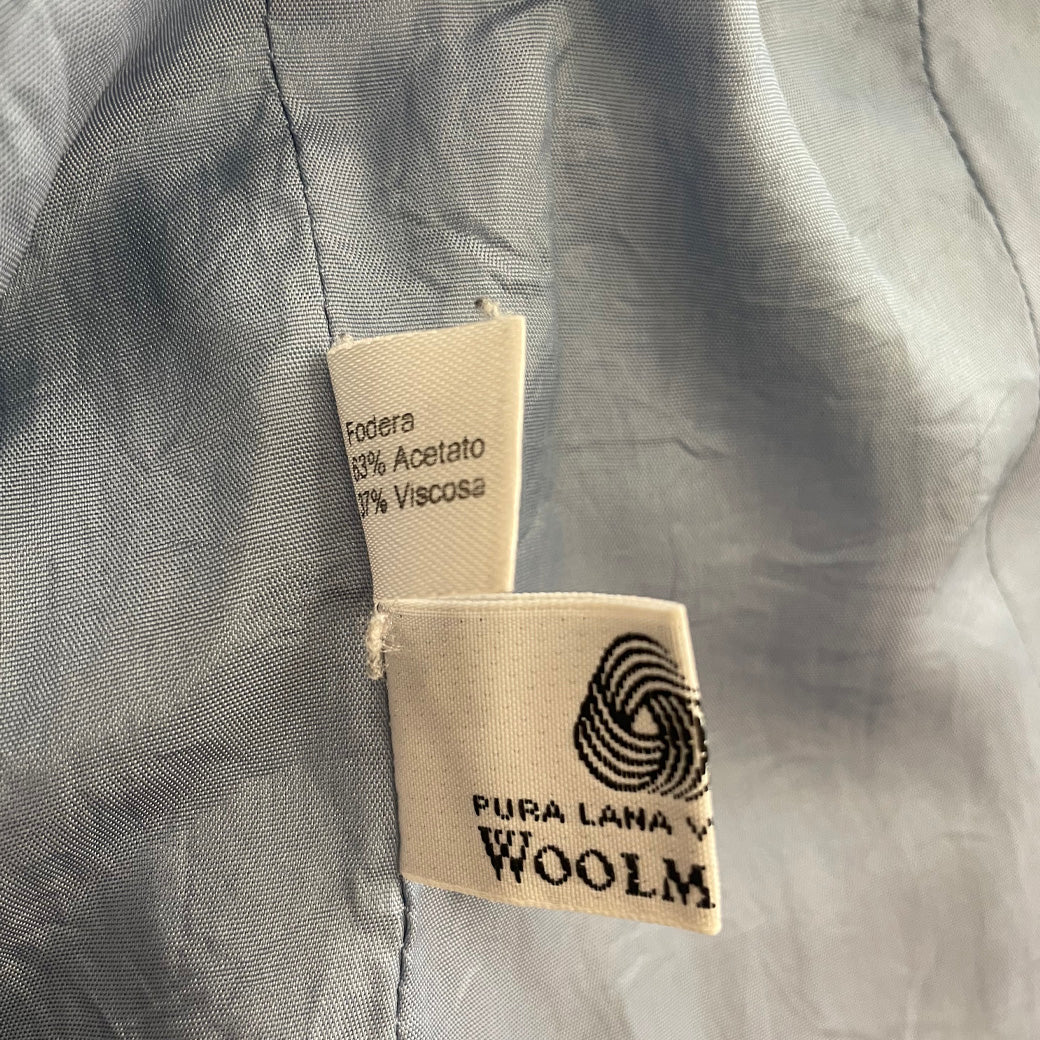 Fodera
63% Acetato
37% Viscosa
PURA LANA V
WOOLM